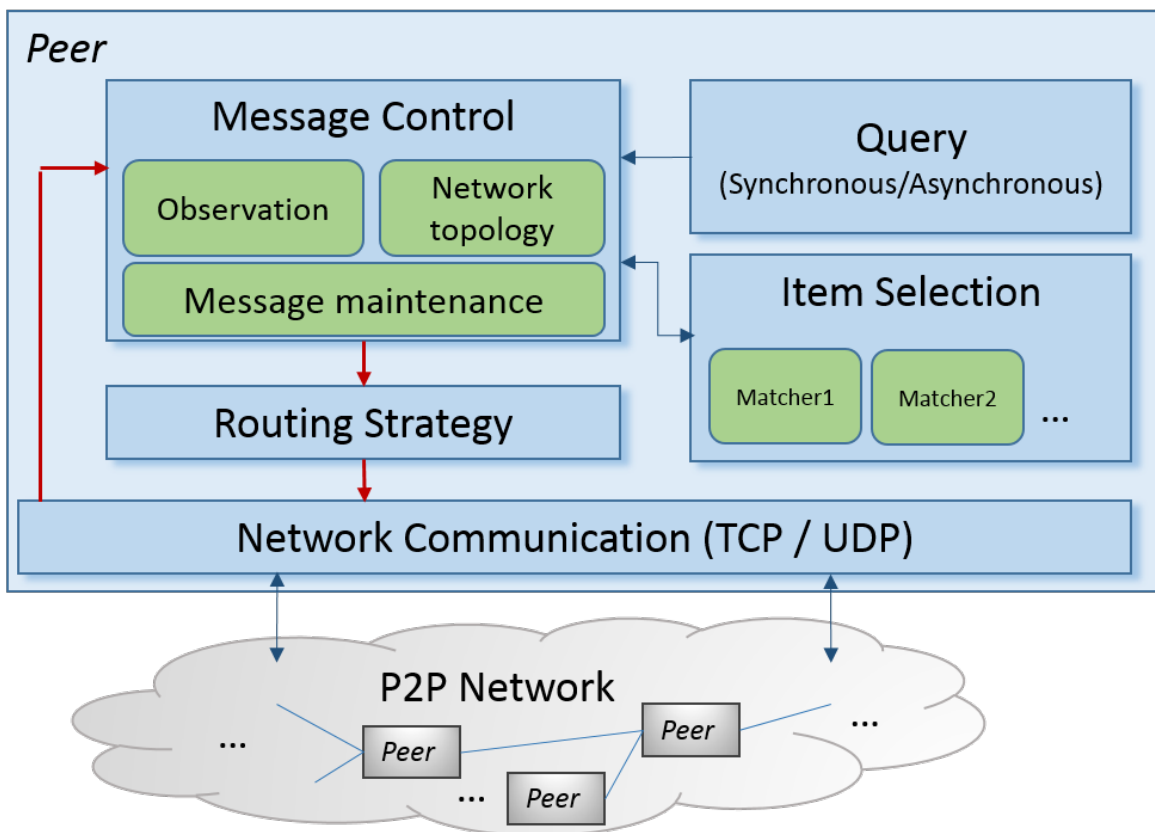 Peer
Message Control
Observation
Network
topology
Message maintenance
Query
(Synchronous/Asynchronous)
Item Selection
Matcher1
Matcher2
...
Routing Strategy
Network Communication (TCP / UDP)
P2P Network
...
Peer
Peer
...
... Peer